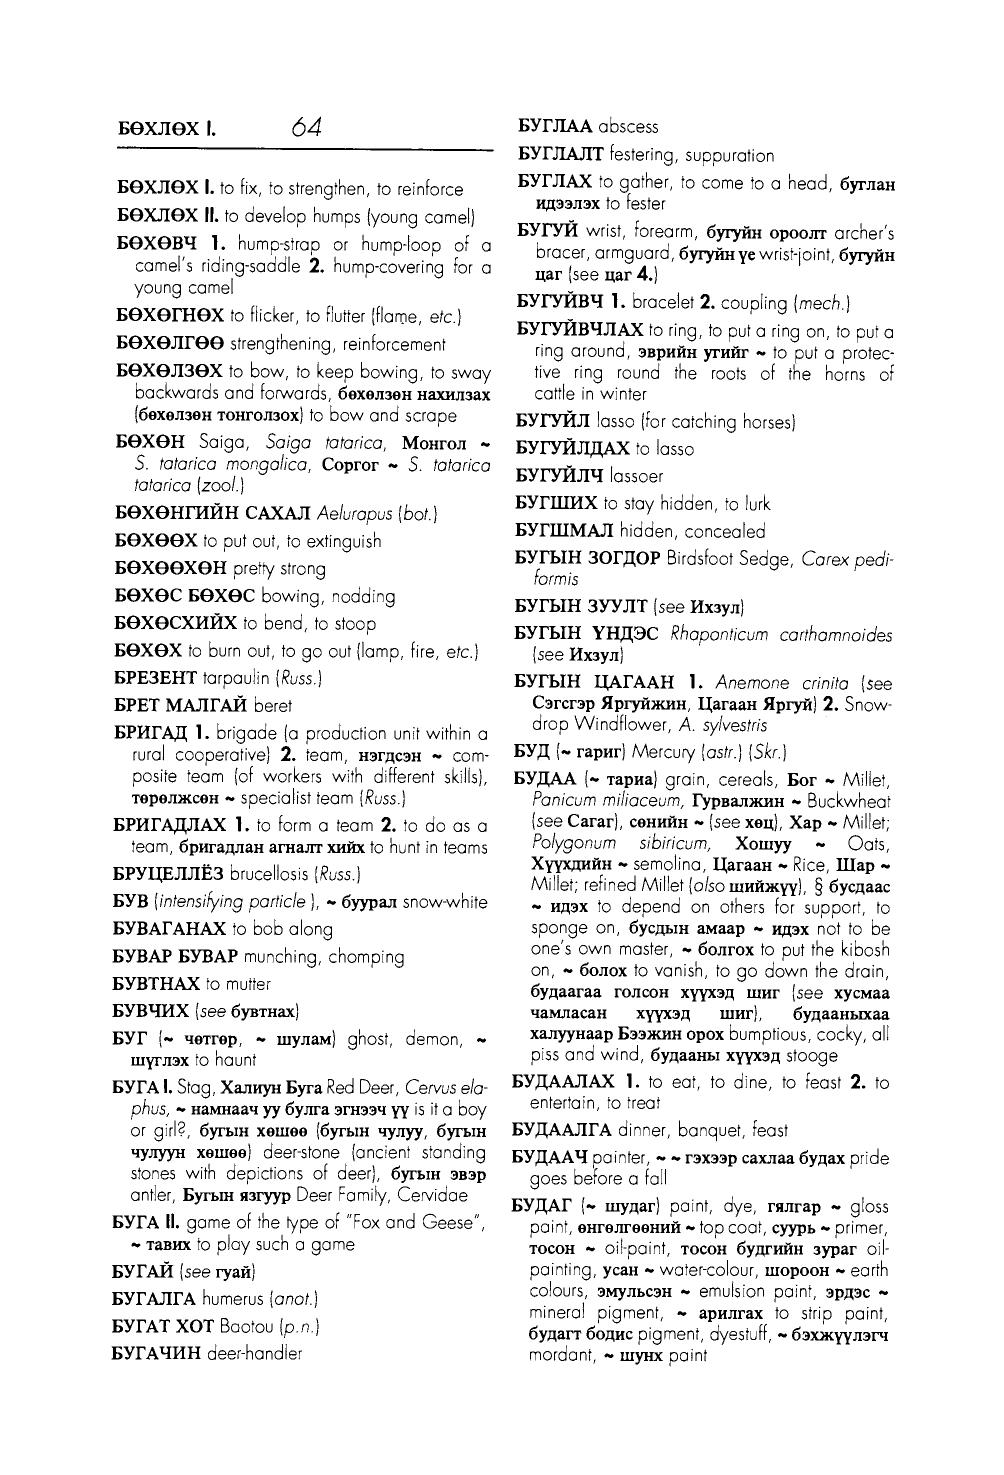 БӨХЛӨХ I. 64
БӨХЛӨХ I. to fix, to strengthen, to reinforce
БӨХЛӨХ II. to develop humps (young camel)
БӨХӨВЧ 1. hump-strap or hump-loop of a
camel's riding-saddle 2. hump-covering for a
young camel
БӨХӨГНӨХ to flicker, to flutter (flame, etc.)
БӨХӨЛГӨӨ strengthening, reinforcement
БӨХӨЛЗӨХ to bow, to keep bowing, to sway
backwards and forwards, бөхөлзөн нахилзах
(бөхөлзөн тонголзох) to bow and scrape
БӨХӨН Saiga, Saiga tatarica, Монгол ~
S. tatarica mongalica, Соргог ~ S. tatarica
tatarica (zool.)
БӨХӨНГИЙН САХАЛ Aelurapus (bot.)
БӨХӨӨХ to put out, to extinguish
БӨХӨӨХӨН pretty strong
БӨХӨС БӨХӨС bowing, nodding
БӨХӨСХИЙХ to bend, to stoop
БӨХӨХ to burn out, to go out (lamp, fire, etc.)
БРЕЗЕНТ tarpaulin (Russ.)
БРЕТ МАЛГАЙ beret
БРИГАД 1. brigade (a production unit within a
rural cooperative) 2. team, нэгдсэн ~ com-
posite team (of workers with different skills),
төрөлжсөн ~ specialist team (Russ.)
БРИГАДЛАХ 1. to form a team 2. to do as a
team, бригадлан агналт хийх to hunt in teams
БРУЦЕЛЛЁЗ brucellosis (Russ.)
БУВ (intensifying particle ), ~ буурал snow-white
БУВАГАНАХ to bob along
БУВАР БУВАР munching, chomping
БУВТНАХ to mutter
БУВЧИХ (see бувтнах)
БУГ (~ чөтгөр, ~ шулам) ghost, demon, ~
шүглэх to haunt
БУГА I. Stag, Халиун Буга Red Deer, Cervus ela-
phus, ~ намнаач уу булга эгнээч үү is it a boy
or girl?, бугын хөшөө (бугын чулуу, бугын
чулуун хөшөө) deer-stone (ancient standing
stones with depictions of deer), бугын эвэр
antler, Бугын язгуур Deer Family, Cervidae
БУГА II. game of the type of "Fox and Geese",
~ тавих to play such a game
БУГАЙ (see гуай)
БУГАЛГА humerus (anat.)
БУГАТ ХОТ Baotou (p.n.)
БУГАЧИН deer-handler
БУГЛАА abscess
БУГЛАЛТ festering, suppuration
БУГЛАХ to gather, to come to a head, буглан
идээлэх to fester
БУГУЙ wrist, forearm, бугуйн ороолт archer's
bracer, armguard, бугуйн үе wrist-joint, бугуйн
цаг (see цаг 4.)
БУГУЙВЧ 1. bracelet 2. coupling (mech.)
БУГУЙВЧЛАХ to ring, to put a ring on, to put a
ring around, эврийн угийг ~ to put a protec-
tive ring round the roots of the horns of
cattle in winter
БУГУЙЛ lasso (for catching horses)
БУГУЙЛДАХ to lasso
БУГУЙЛЧ lassoer
БУГШИХ to stay hidden, to lurk
БУГШМАЛ hidden, concealed
БУГЫН ЗОГДОР Birdsfoot Sedge, Carex pedi-
formis
БУГЫН ЗУУЛТ (see Ихзул)
БУГЫН ҮНДЭС Rhaponticum carthamnoides
(see Ихзул)
БУГЫН ЦАГААН 1. Anemone crinita (see
Сэгсгэр Яргуйжин, Цагаан Яргуй) 2. Snow-
drop Windflower, A. sylvestris
БУД (~ гариг) Mercury (astr.) (Skr.)
БУДАА (~ тариа) grain, cereals, Бог ~ Millet,
Panicum miliaceum, Гурвалжин ~ Buckwheat
(see Сагаг), сөнийн ~ (see хөц), Хар ~ Millet;
Polygonum sibiricum, Хошуу ~ Oats,
Хүүхдийн ~ semolina, Цагаан ~ Rice, Шар ~
Millet; refined Millet (also шийжүү), § бусдаас
~ идэх to depend on others for support, to
sponge on, бусдын амаар ~ идэх not to be
one's own master, ~ болгох to put the kibosh
on, ~ болох to vanish, to go down the drain,
будаагаа голсон хүүхэд шиг (see хусмаа
чамласан хүүхэд шиг), будааныхаа
халуунаар Бээжин орох bumptious, cocky, all
piss and wind, будааны хүүхэд stooge
БУДААЛАХ 1. to eat, to dine, to feast 2. to
entertain, to treat
БУДААЛГА dinner, banquet, feast
БУДААЧ painter, ~ ~ гэхээр сахлаа будах pride
goes before a fall
БУДАГ (~ шудаг) paint, dye, гялгар ~ gloss
paint, өнгөлгөөний ~ top coat, суурь ~ primer,
тосон ~ oil-paint, тосон будгийн зураг oil-
painting, усан ~ water-colour, шороон ~ earth
colours, эмульсэн ~ emulsion paint, эрдэс ~
mineral pigment, ~ арилгах to strip paint,
будагт бодис pigment, dyestuff, ~ бэхжүүлэгч
mordant, ~ шунх paint